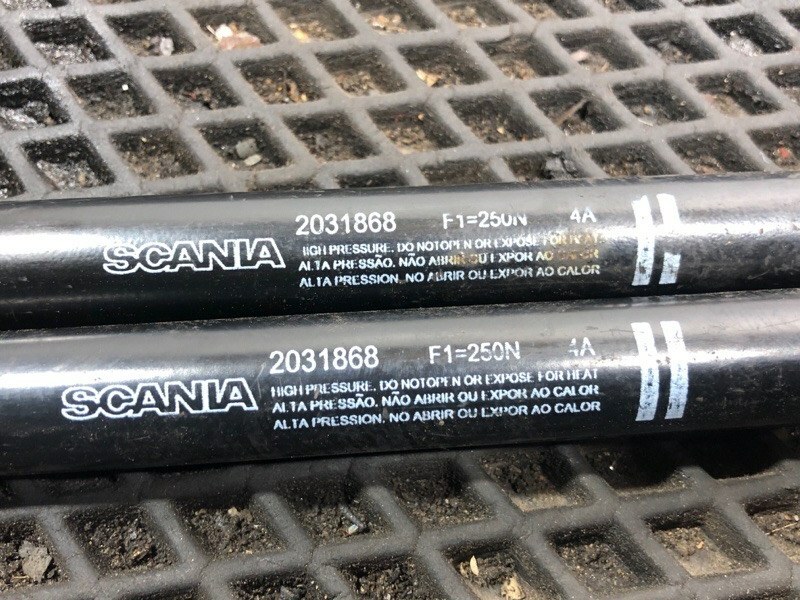 2031868 F1=250N 4A
SCANIA
HIGH PRESSURE. DO NOTOPEN OR EXPOSE FOR HEAT
ALTA PRESSÃO. NÃO ABRIR OU EXPOR AO CALOR
ALTA PRESSION. NO ABRIR OU EXPOR AO CALOR
2031868 F1=250N 4A
SCANIA
HIGH PRESSURE. DO NOTOPEN OR EXPOSE FOR HEAT
ALTA PRESSÃO. NÃO ABRIR OU EXPOR AO CALOR
ALTA PRESSION. NO ABRIR OU EXPOR AO CALOR